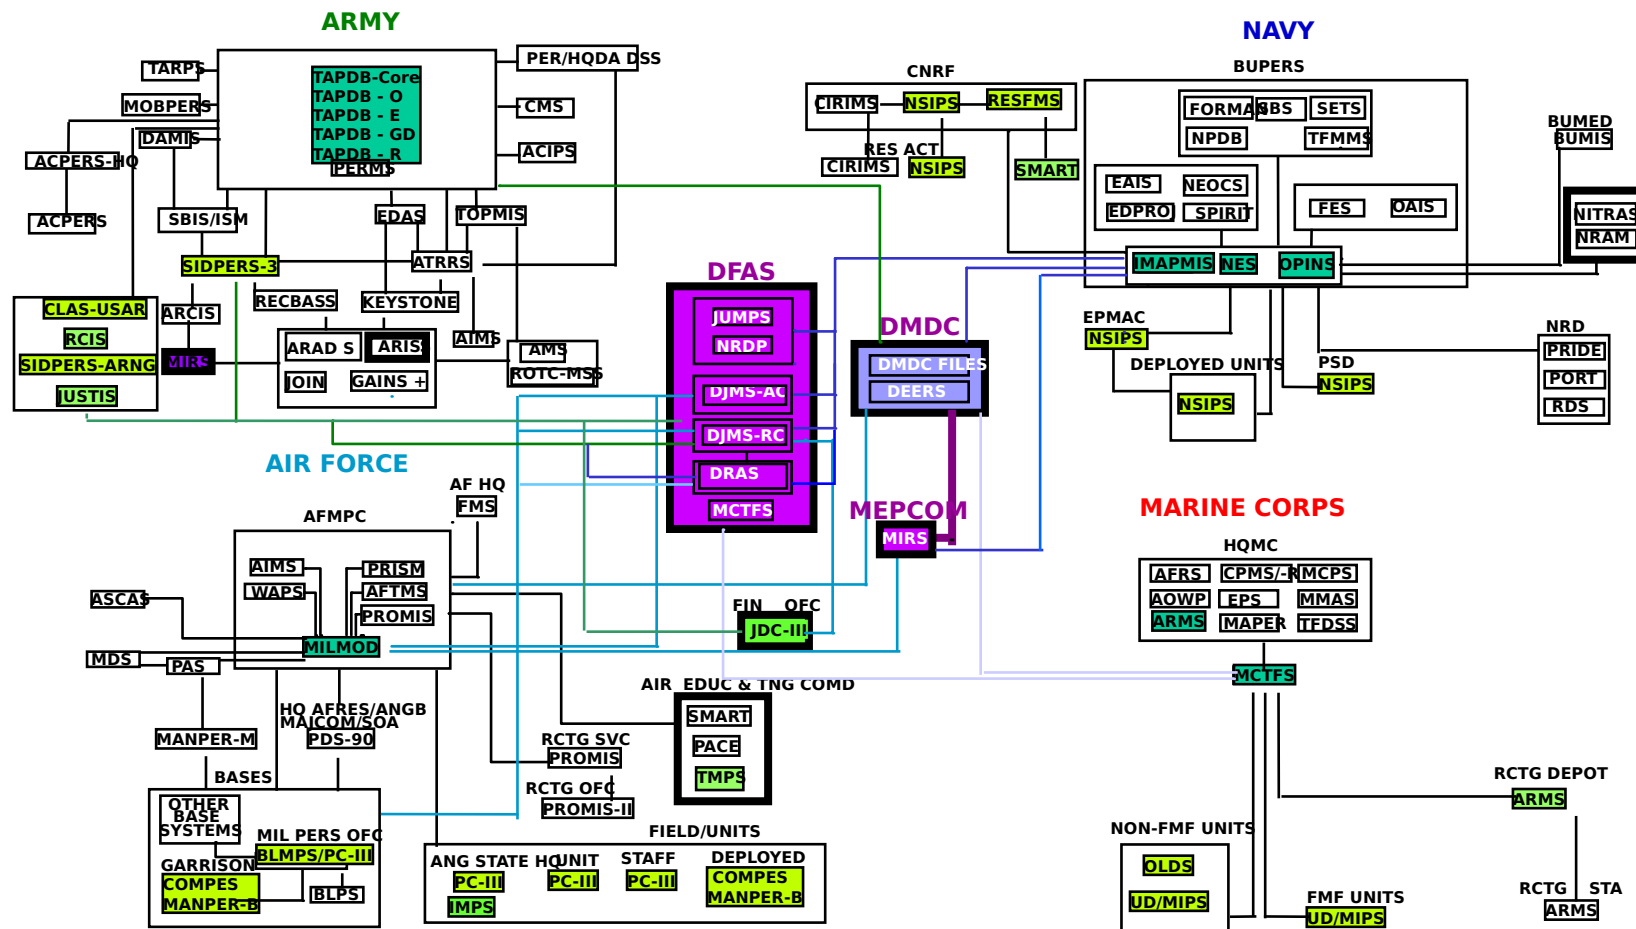 ARMY
TARPS
MOBPERS
DAMIS
ACPERS-HQ
ACPERS
TAPDB-Core
TAPDB - O
TAPDB - E
TAPDB - GD
TAPDB - R
PERMS
PER/HQDA DSS
CMS
ACIPS
SBIS/ISM
EDAS
TOPMIS
SIDPERS-3
ATRRS
CLAS-USAR
RCIS
SIDPERS-ARNG
JUSTIS
ARCIS
MIRS
RECBASS
KEYSTONE
ARAD S
ARIS
JOIN
GAINS +
AIMS
AMS
ROTC-MSS
NAVY
BUPERS
CNRF
CIRIMS
NSIPS
RESFMS
RES ACT
CIRIMS
NSIPS
SMART
FORMAN
SBS
SETS
NPDB
TFMMS
EAIS
NEOCS
EDPRO
SPIRIT
FES
OAIS
IMAPMIS
NES
OPINS
BUMED
BUMIS
NITRAS
NRAM
EPMAC
NSIPS
DEPLOYED UNITS
NSIPS
PSD
NSIPS
NRD
PRIDE
PORT
RDS
DFAS
JUMPS
NRDP
DJMS-AC
DJMS-RC
DRAS
MCTFS
DMDC
DMDC FILES
DEERS
MEPCOM
MIRS
FIN OFC
JDC-III
AIR FORCE
AF HQ
FMS
AFMPC
AIMS
WAPS
PRISM
AFTMS
PROMIS
MILMOD
ASCAS
MDS
PAS
MANPER-M
HQ AFRES/ANGB
MAJCOM/SOA
PDS-90
BASES
OTHER
BASE
SYSTEMS
MIL PERS OFC
BLMPS/PC-III
GARRISON
COMPES
MANPER-B
BLPS
AIR EDUC & TNG COMD
SMART
PACE
TMPS
RCTG SVC
PROMIS
RCTG OFC
PROMIS-II
FIELD/UNITS
ANG STATE HQ
PC-III
IMPS
UNIT
PC-III
STAFF
PC-III
DEPLOYED
COMPES
MANPER-B
MARINE CORPS
HQMC
AFRS
CPMS/-R
MCPS
AOWP
EPS
MMAS
ARMS
MAPER
TFDSS
MCTFS
RCTG DEPOT
ARMS
NON-FMF UNITS
OLDS
UD/MIPS
FMF UNITS
UD/MIPS
RCTG STA
ARMS